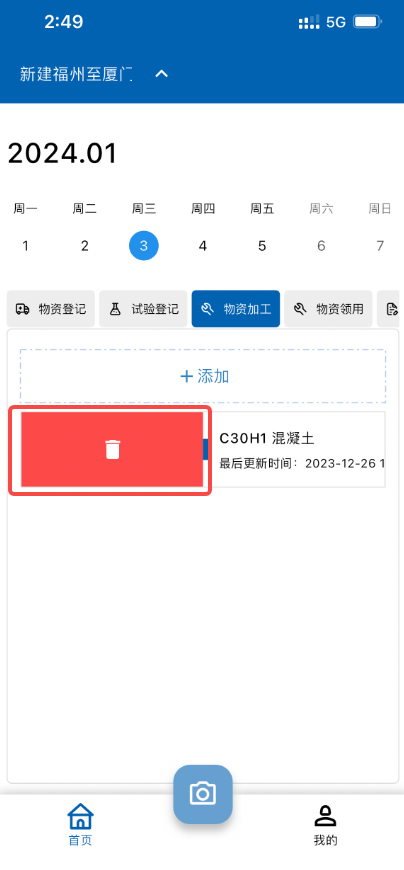 2:49 5G
新建福州至厦门
2024.01
周一 周二 周三 周四 周五 周六 周日
1 2 3 4 5 6 7
物资登记 试验登记 物资加工 物资领用
+ 添加
C30H1 混凝土
最后更新时间：2023-12-26 1
首页 我的